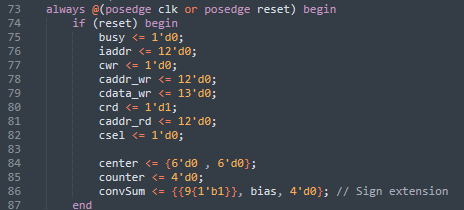 73 always @(posedge clk or posedge reset) begin
74 if (reset) begin
75 busy <= 1'd0;
76 iaddr <= 12'd0;
77 cwr <= 1'd0;
78 caddr_wr <= 12'd0;
79 cdata_wr <= 13'd0;
80 crd <= 1'd1;
81 caddr_rd <= 12'd0;
82 csel <= 1'd0;
83
84 center <= {6'd0 , 6'd0};
85 counter <= 4'd0;
86 convSum <= {{9{1'b1}}, bias, 4'd0}; // Sign extension
87 end